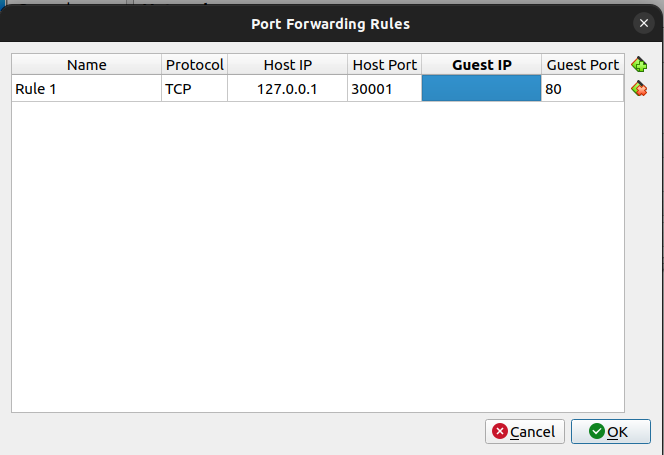 Port Forwarding Rules
Name Protocol Host IP Host Port Guest IP Guest Port
Rule 1 TCP 127.0.0.1 30001 80
Cancel OK